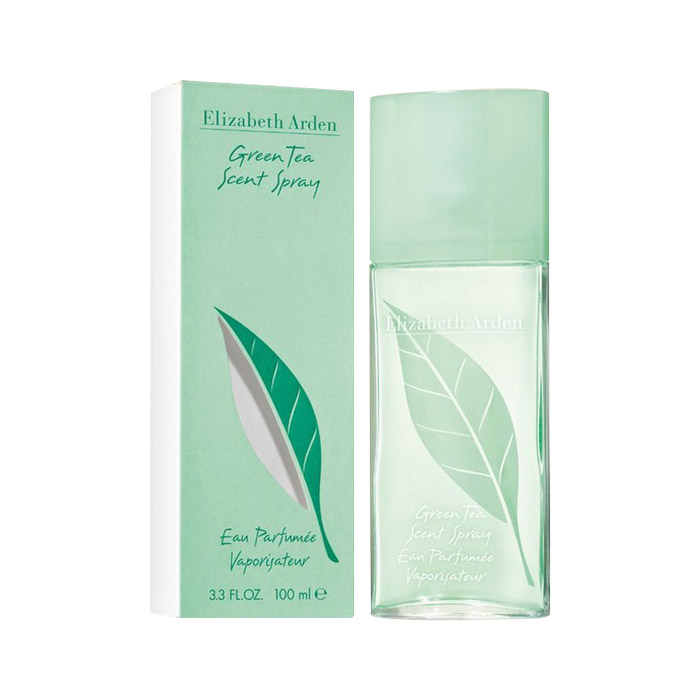 Elizabeth Arden
Green Tea
Scent Spray
Eau Parfumée
Vaporisateur
3.3 FL.OZ. 100 ml ℮
Elizabeth Arden
Green Tea
Scent Spray
Eau Parfumée
Vaporisateur